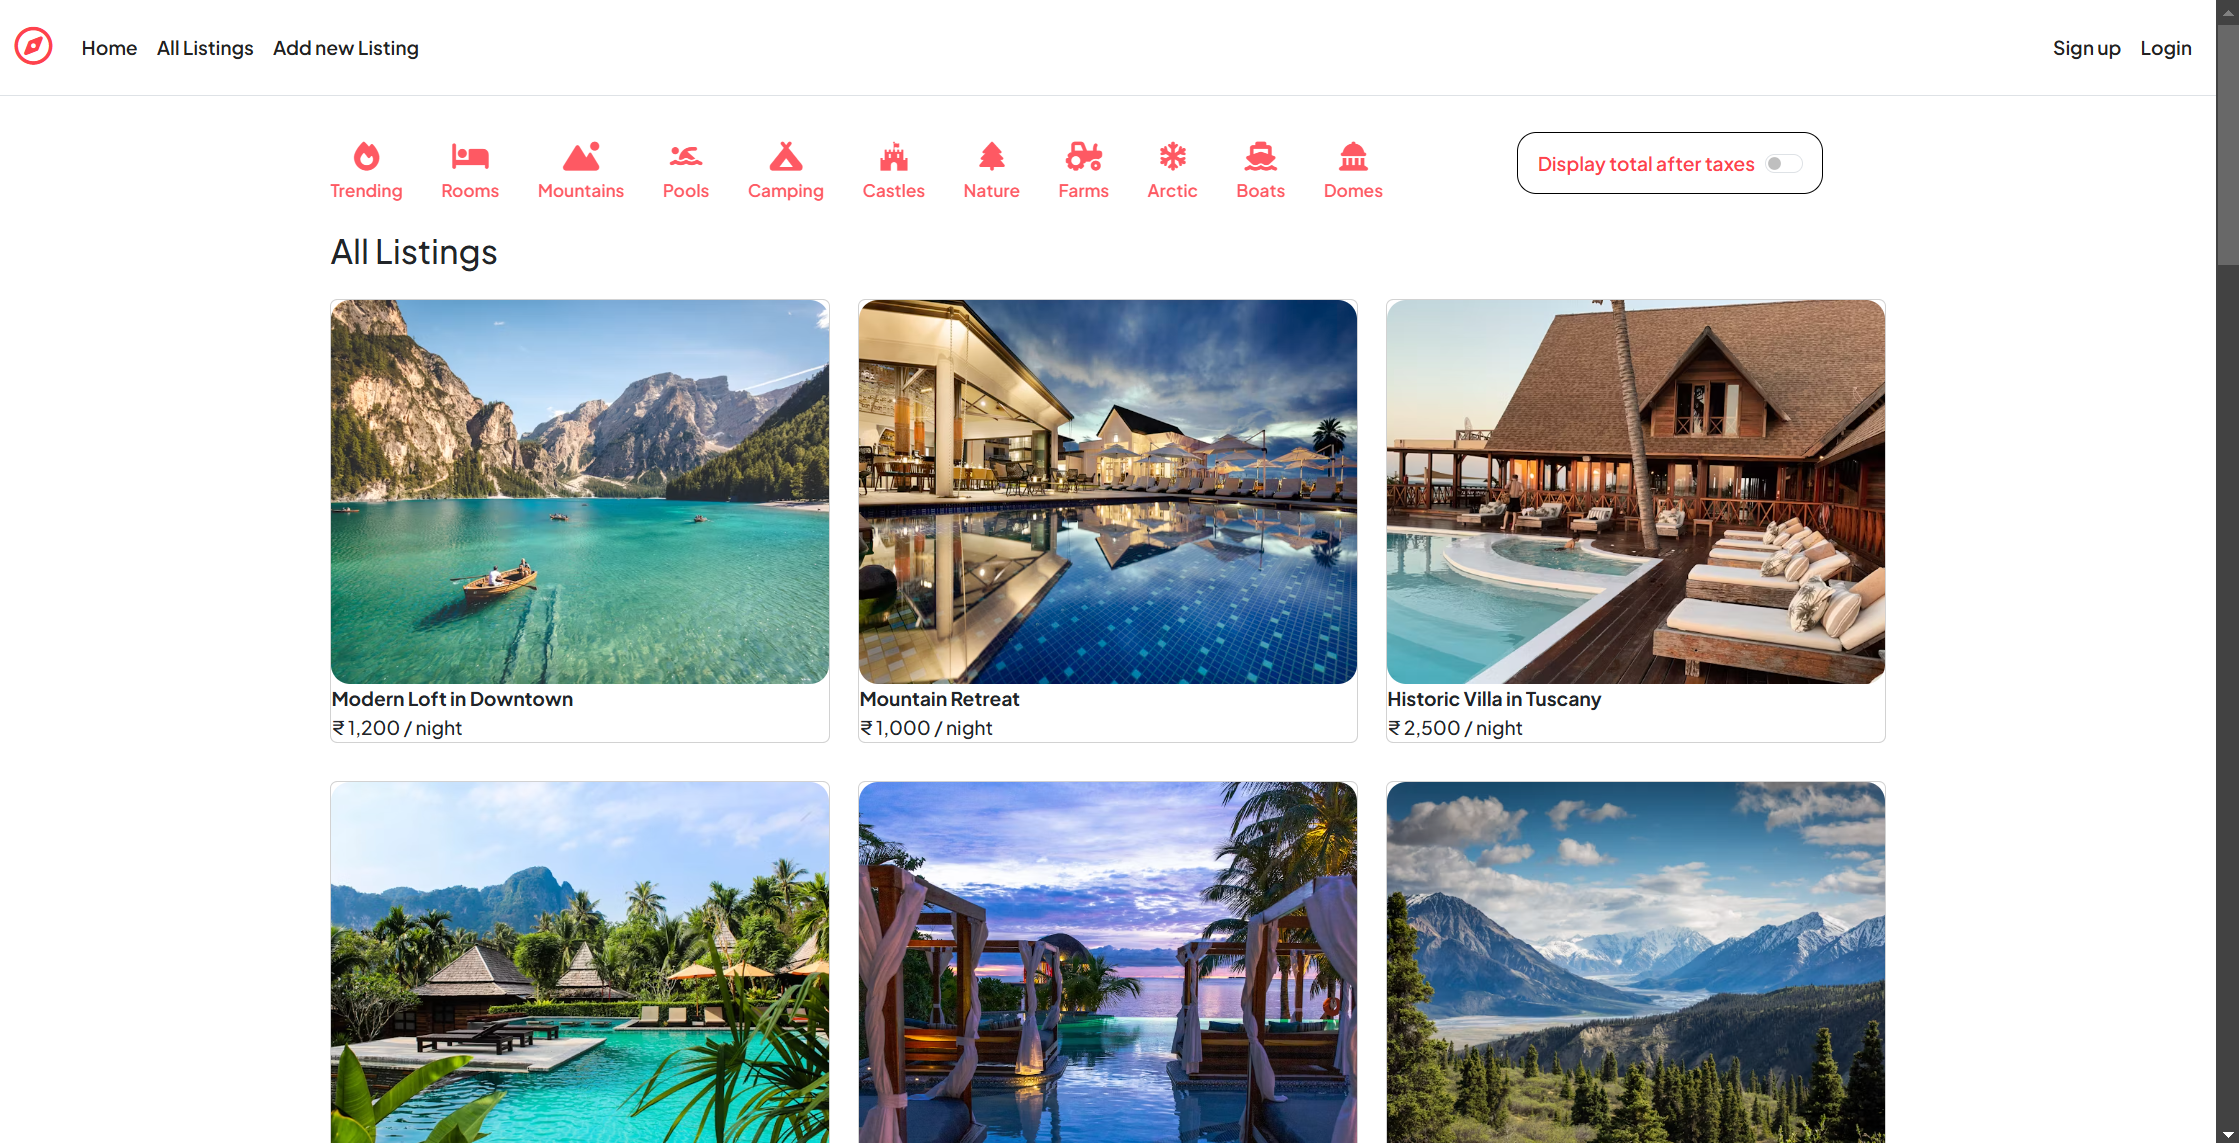 Home All Listings Add new Listing Sign up Login
Trending Rooms Mountains Pools Camping Castles Nature Farms Arctic Boats Domes
Display total after taxes
All Listings
Modern Loft in Downtown
₹ 1,200 / night
Mountain Retreat
₹ 1,000 / night
Historic Villa in Tuscany
₹ 2,500 / night